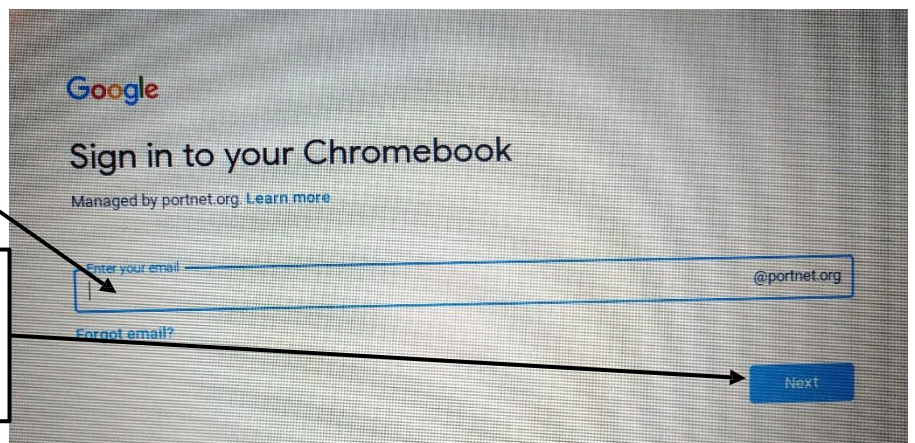 Google
Sign in to your Chromebook
Managed by portnet.org. Learn more
Enter your email
@portnet.org
Forgot email?
Next